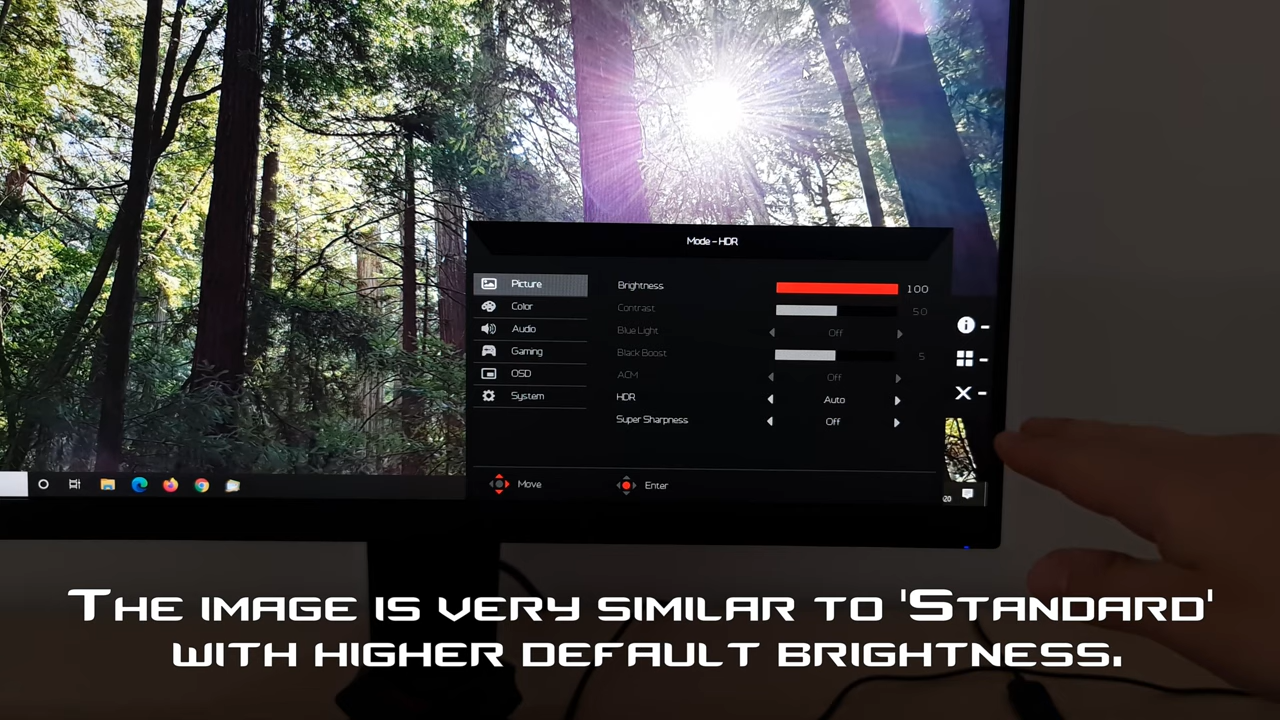 Mode - HDR
Picture
Brightness 100
Color
Contrast 50
Audio
Blue Light Off
Gaming
Black Boost 5
OSD
ACM Off
System
HDR Auto
Super Sharpness Off
Move Enter
20
THE IMAGE IS VERY SIMILAR TO 'STANDARD'
WITH HIGHER DEFAULT BRIGHTNESS.